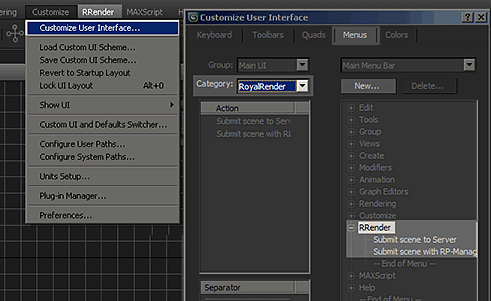 ering Customize RRender MAXScript H
Customize User Interface...
Load Custom UI Scheme...
Save Custom UI Scheme...
Revert to Startup Layout
Lock UI Layout Alt+0
Show UI
Custom UI and Defaults Switcher...
Configure User Paths...
Configure System Paths...
Units Setup...
Plug-in Manager...
Preferences...
Customize User Interface
Keyboard Toolbars Quads Menus Colors
Group: Main UI
Category: RoyalRender
Action
Submit scene to Serv
Submit scene with RI
Separator
Main Menu Bar
New... Delete...
Edit
Tools
Group
Views
Create
Modifiers
Animation
Graph Editors
Rendering
Customize
RRender
Submit scene to Server
Submit scene with RP-Manag
-- End of Menu --
MAXScript
Help
-- End of Menu --